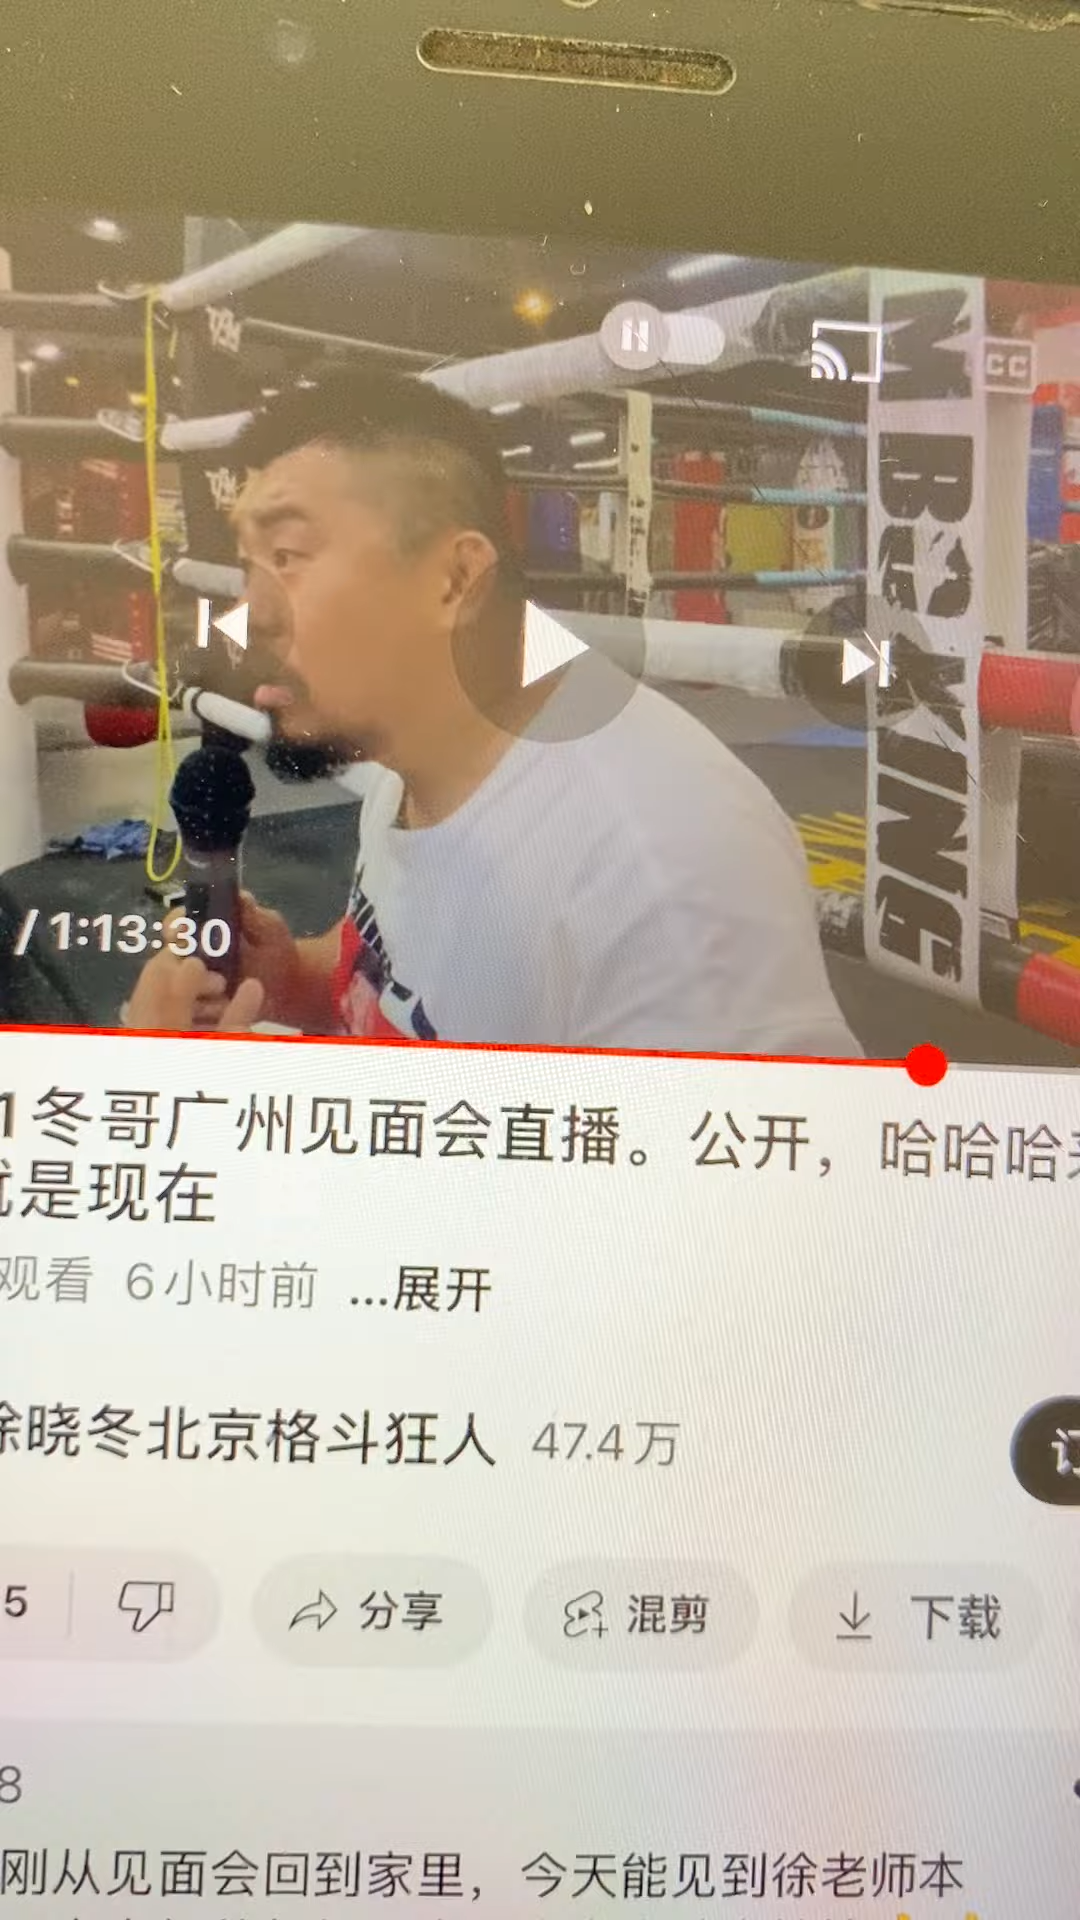 CC
BOXKING
/ 1:13:30
1冬哥广州见面会直播。公开，哈哈哈
就是现在
观看 6小时前 ...展开
徐晓冬北京格斗狂人 47.4万
订
5 分享 混剪 下载
8
刚从见面会回到家里，今天能见到徐老师本